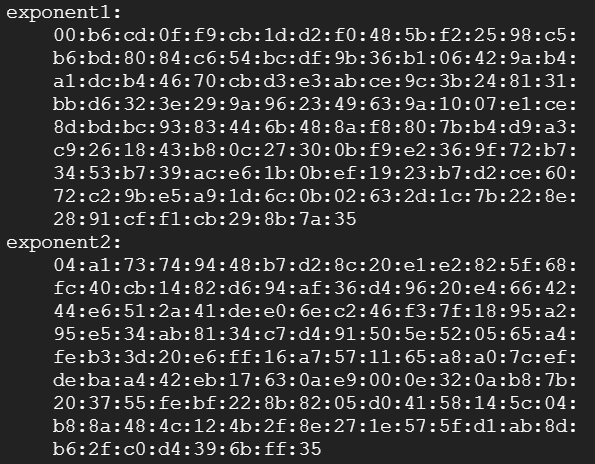 exponent1:
00:b6:cd:0f:f9:cb:1d:d2:f0:48:5b:f2:25:98:c5:
b6:bd:80:84:c6:54:bc:df:9b:36:b1:06:42:9a:b4:
a1:dc:b4:46:70:cb:d3:e3:ab:ce:9c:3b:24:81:31:
bb:d6:32:3e:29:9a:96:23:49:63:9a:10:07:e1:ce:
8d:bd:bc:93:83:44:6b:48:8a:f8:80:7b:b4:d9:a3:
c9:26:18:43:b8:0c:27:30:0b:f9:e2:36:9f:72:b7:
34:53:b7:39:ac:e6:1b:0b:ef:19:23:b7:d2:ce:60:
72:c2:9b:e5:a9:1d:6c:0b:02:63:2d:1c:7b:22:8e:
28:91:cf:f1:cb:29:8b:7a:35
exponent2:
04:a1:73:74:94:48:b7:d2:8c:20:e1:e2:82:5f:68:
fc:40:cb:14:82:d6:94:af:36:d4:96:20:e4:66:42:
44:e6:51:2a:41:de:e0:6e:c2:46:f3:7f:18:95:a2:
95:e5:34:ab:81:34:c7:d4:91:50:5e:52:05:65:a4:
fe:b3:3d:20:e6:ff:16:a7:57:11:65:a8:a0:7c:ef:
de:ba:a4:42:eb:17:63:0a:e9:00:0e:32:0a:b8:7b:
20:37:55:fe:bf:22:8b:82:05:d0:41:58:14:5c:04:
b8:8a:48:4c:12:4b:2f:8e:27:1e:57:5f:d1:ab:8d:
b6:2f:c0:d4:39:6b:ff:35